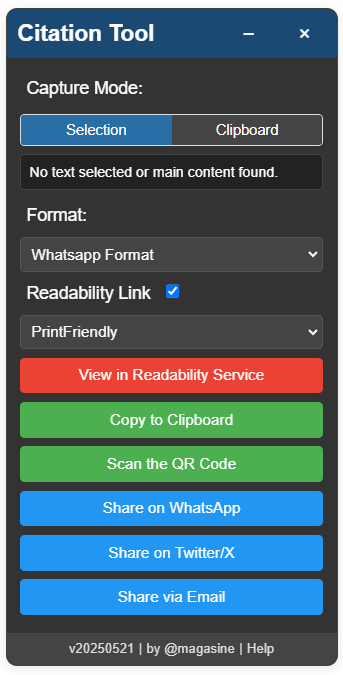 Citation Tool − ×
Capture Mode:
Selection Clipboard
No text selected or main content found.
Format:
Whatsapp Format
Readability Link
PrintFriendly
View in Readability Service
Copy to Clipboard
Scan the QR Code
Share on WhatsApp
Share on Twitter/X
Share via Email
v20250521 | by @magasine | Help